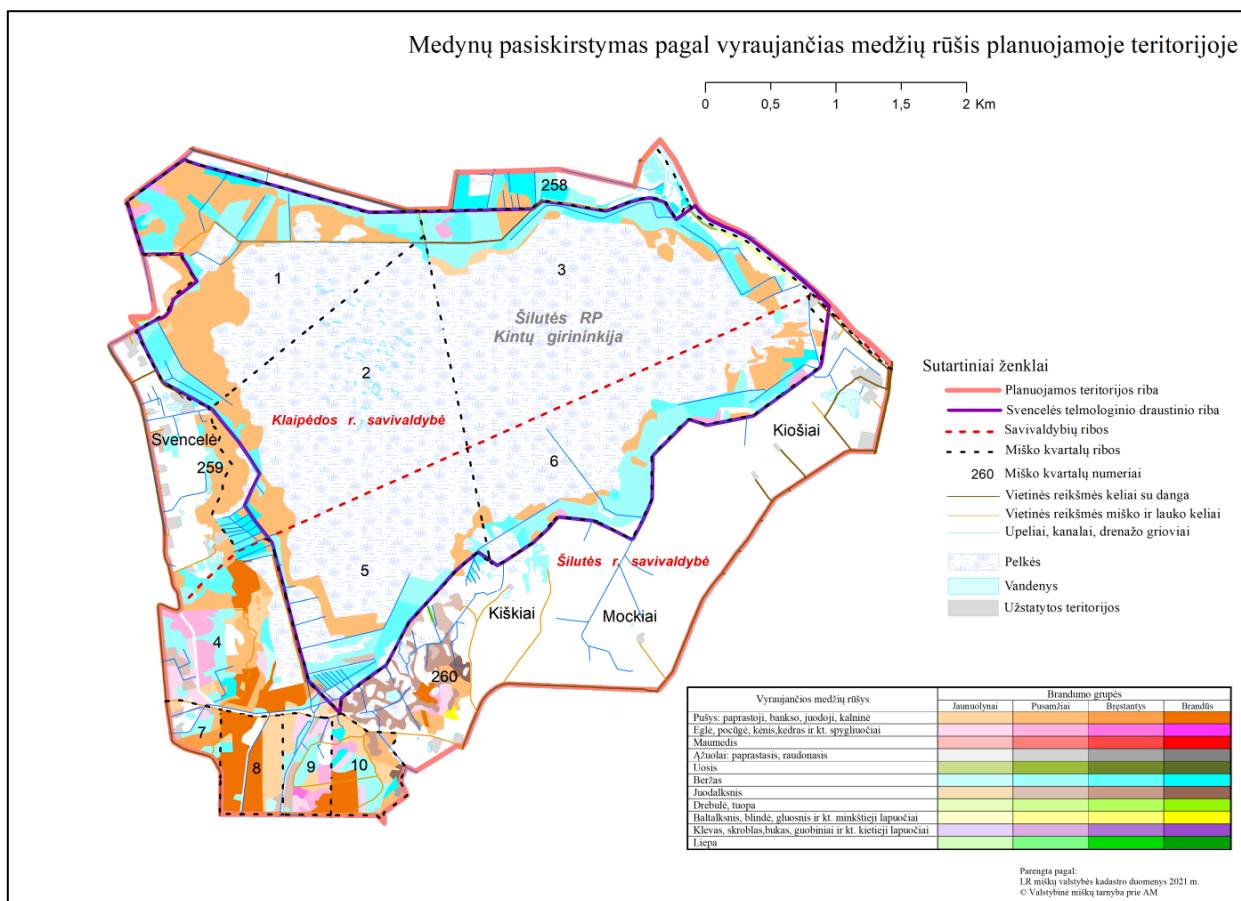 Medynų pasiskirstymas pagal vyraujančias medžių rūšis planuojamoje teritorijoje
0 0,5 1 1,5 2 Km
258
1
3
Šilutės RP
Kintų girininkija
2
Klaipėdos r. savivaldybė
Svencelė
259
Kiošiai
6
5
Šilutės r. savivaldybė
Kiškiai
Mockiai
4
260
7
8
9
10
Sutartiniai ženklai
Planuojamos teritorijos riba
Svencelės telmologinio draustinio riba
Savivaldybių ribos
Miško kvartalų ribos
260 Miško kvartalų numeriai
Vietinės reikšmės keliai su danga
Vietinės reikšmės miško ir lauko keliai
Upeliai, kanalai, drenažo grioviai
Pelkės
Vandenys
Užstatytos teritorijos
Vyraujančios medžių rūšys
Brandumo grupės
Jaunuolynai Pusamžiai Bręstantys Brandūs
Pušys: paprastoji, bankso, juodoji, kalninė
Eglė, pocūgė, kėnis,kedras ir kt. spygliuočiai
Maumedis
Ąžuolai: paprastasis, raudonasis
Uosis
Beržas
Juodalksnis
Drebulė, tuopa
Baltalksnis, blindė, gluosnis ir kt. minkštieji lapuočiai
Klevas, skroblas,bukas, guobiniai ir kt. kietieji lapuočiai
Liepa
Parengta pagal:
LR miškų valstybės kadastro duomenys 2021 m.
© Valstybinė miškų tarnyba prie AM